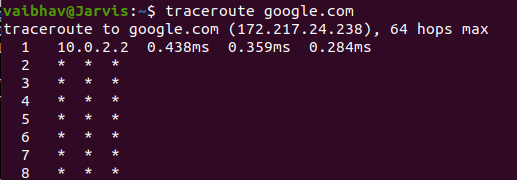 vaibhav@Jarvis:~$ traceroute google.com
traceroute to google.com (172.217.24.238), 64 hops max
1 10.0.2.2 0.438ms 0.359ms 0.284ms
2 * * *
3 * * *
4 * * *
5 * * *
6 * * *
7 * * *
8 * * *